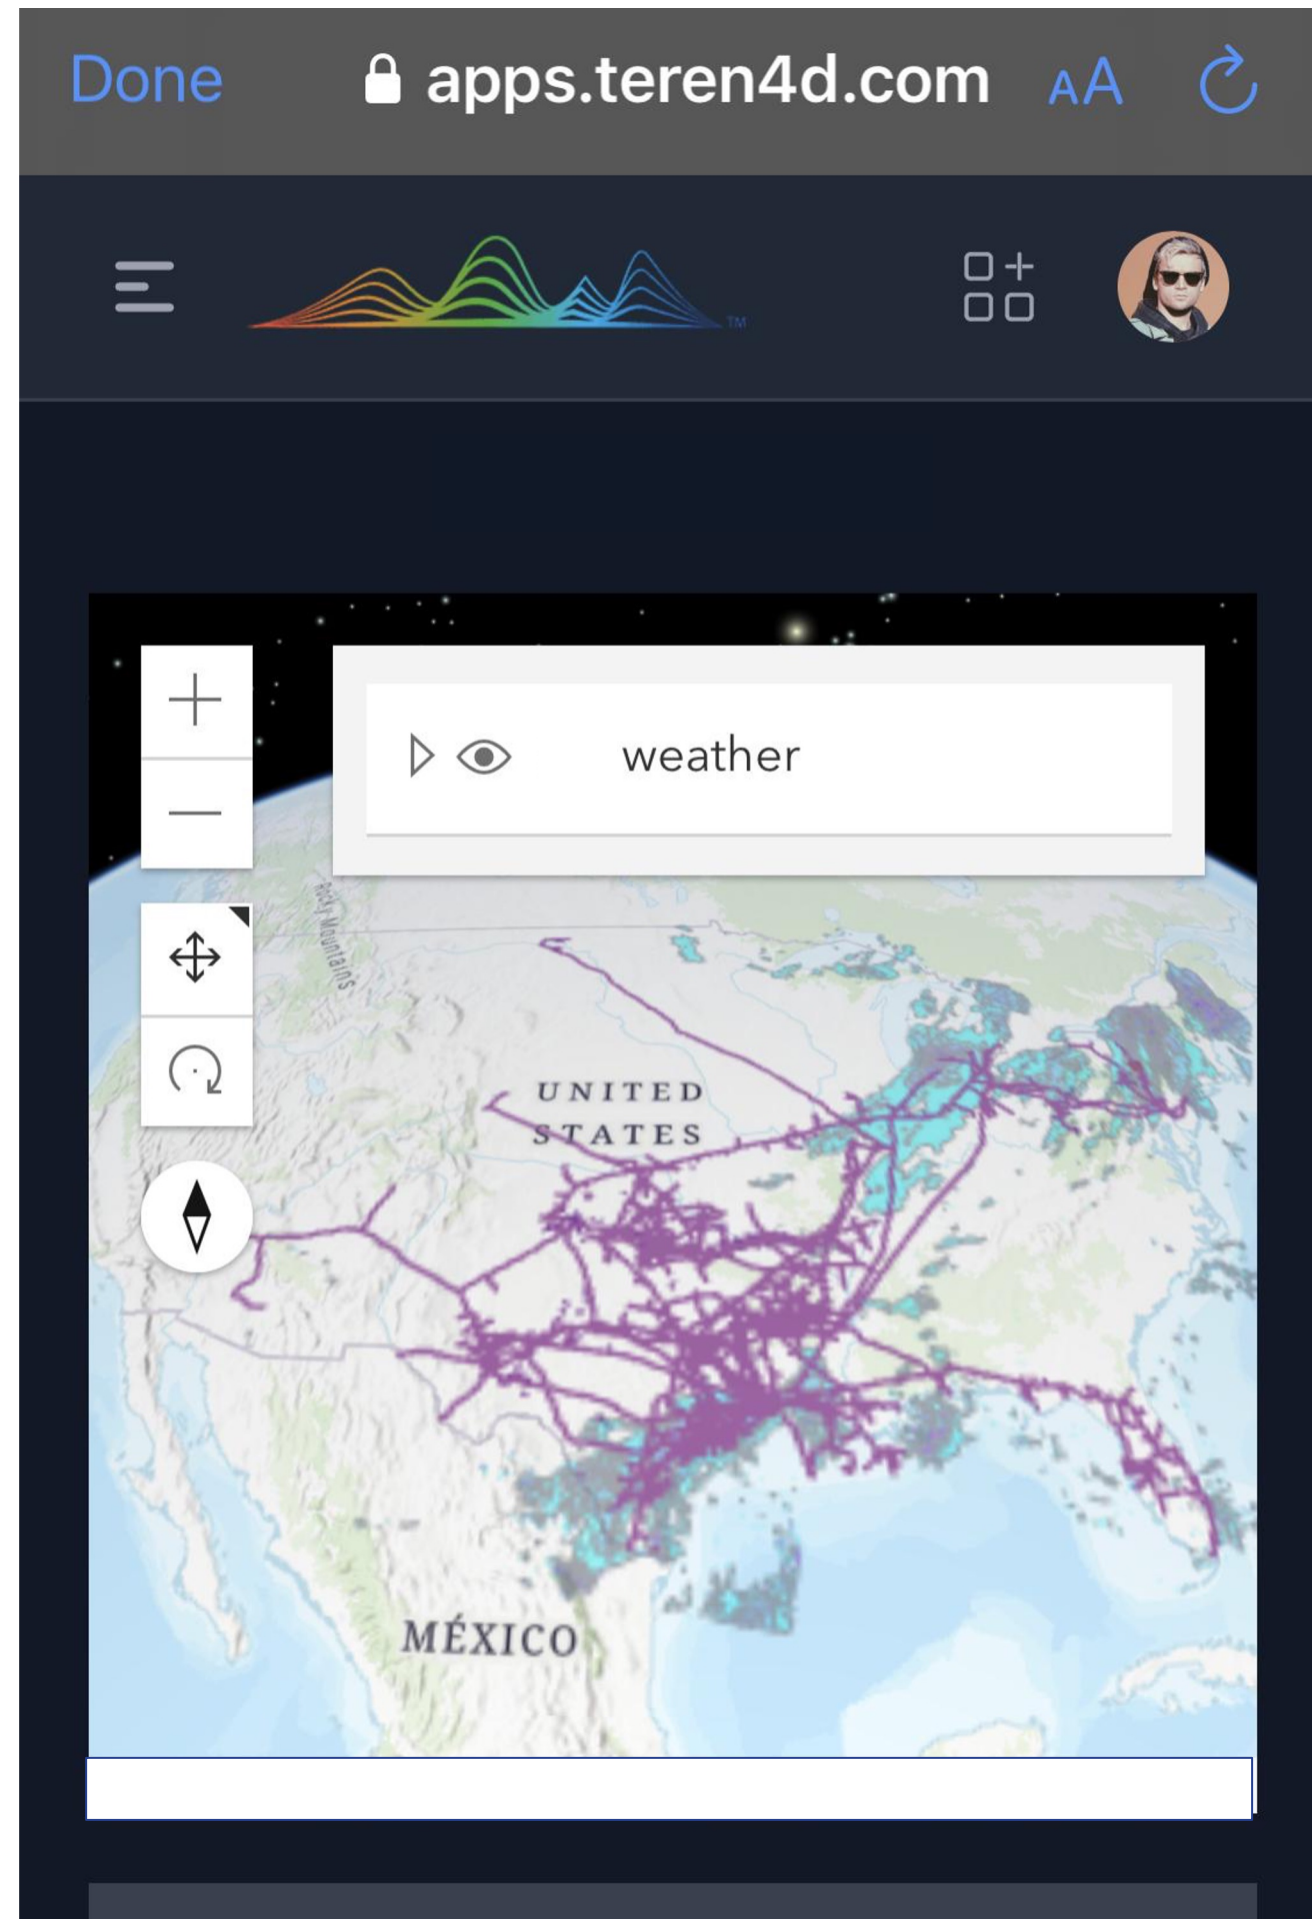 Done apps.teren4d.com AA
TM
weather
Rocky Mountains
UNITED
STATES
MÉXICO